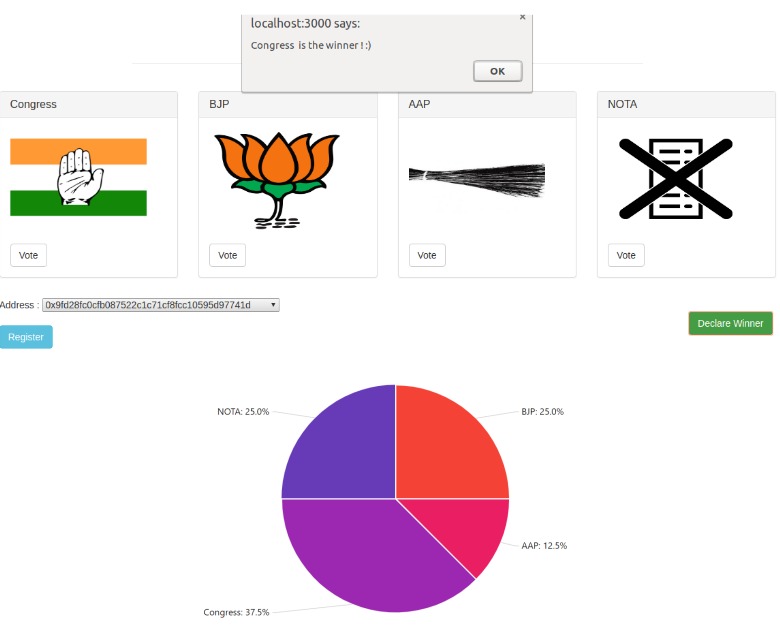 localhost:3000 says:
×
Congress is the winner ! :)
OK
Congress
BJP
AAP
NOTA
Vote
Vote
Vote
Vote
Address : 0x9fd28fc0cfb087522c1c71cf8fcc10595d97741d
Declare Winner
Register
NOTA: 25.0%
BJP: 25.0%
AAP: 12.5%
Congress: 37.5%